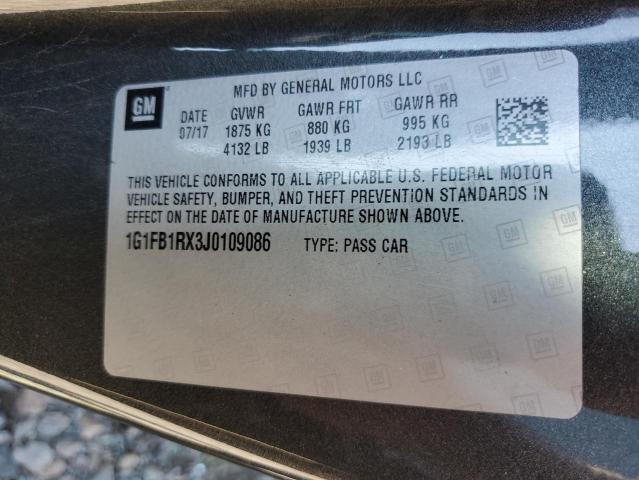 GM
MFD BY GENERAL MOTORS LLC
DATE GVWR GAWR FRT GAWR RR
07/17 1875 KG 880 KG 995 KG
4132 LB 1939 LB 2193 LB
THIS VEHICLE CONFORMS TO ALL APPLICABLE U.S. FEDERAL MOTOR
VEHICLE SAFETY, BUMPER, AND THEFT PREVENTION STANDARDS IN
EFFECT ON THE DATE OF MANUFACTURE SHOWN ABOVE.
1G1FB1RX3J0109086 TYPE: PASS CAR